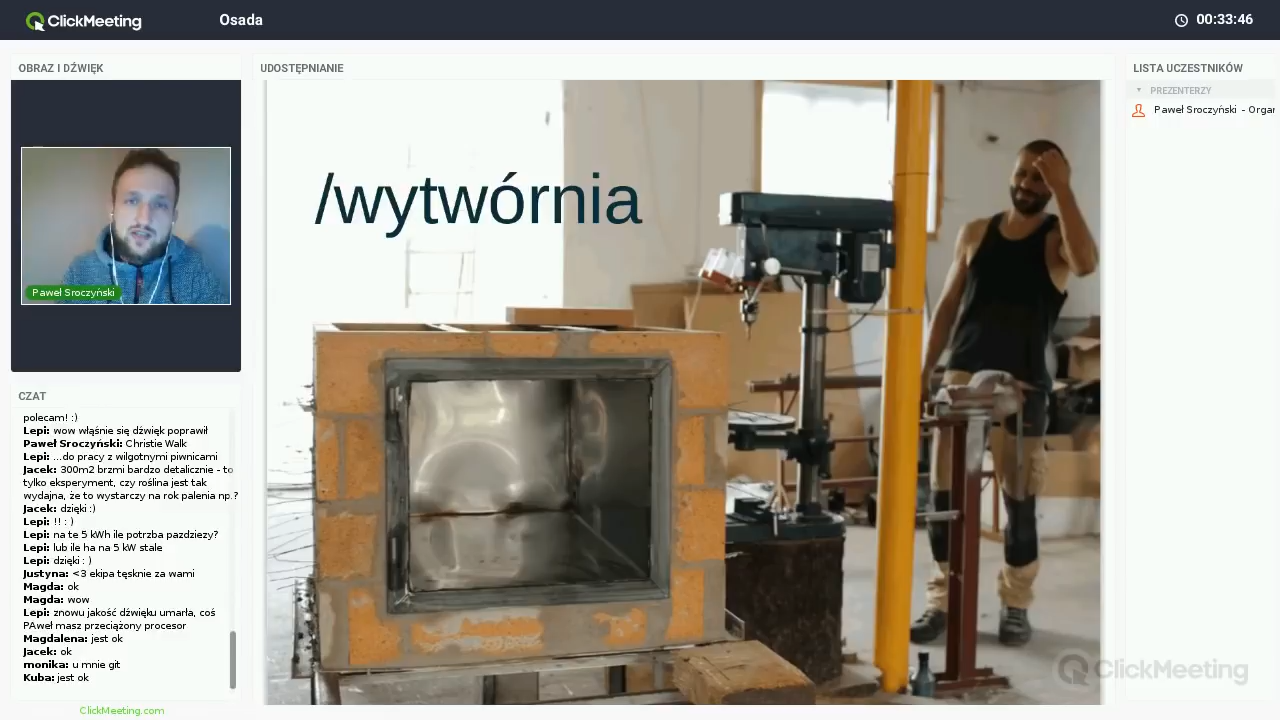 ClickMeeting
Osada
00:33:46
OBRAZ I DŹWIĘK
Paweł Sroczyński
CZAT
polecam! :)
Lepi: wow włąśnie się dźwięk poprawił
Paweł Sroczyński: Christie Walk
Lepi: ...do pracy z wilgotnymi piwnicami
Jacek: 300m2 brzmi bardzo detalicznie - to
tylko eksperyment, czy roślina jest tak
wydajna, że to wystarczy na rok palenia np.?
Jacek: dzięki :)
Lepi: !! : )
Lepi: na te 5 kWh ile potrzba pazdziezy?
Lepi: lub ile ha na 5 kW stale
Lepi: dzięki : )
Justyna: <3 ekipa tęsknie za wami
Magda: ok
Magda: wow
Lepi: znowu jakość dźwięku umarła, coś
PAweł masz przeciążony procesor
Magdalena: jest ok
Jacek: ok
monika: u mnie git
Kuba: jest ok
ClickMeeting.com
UDOSTĘPNIANIE
/wytwórnia
ClickMeeting
LISTA UCZESTNIKÓW
PREZENTERZY
Paweł Sroczyński - Organ